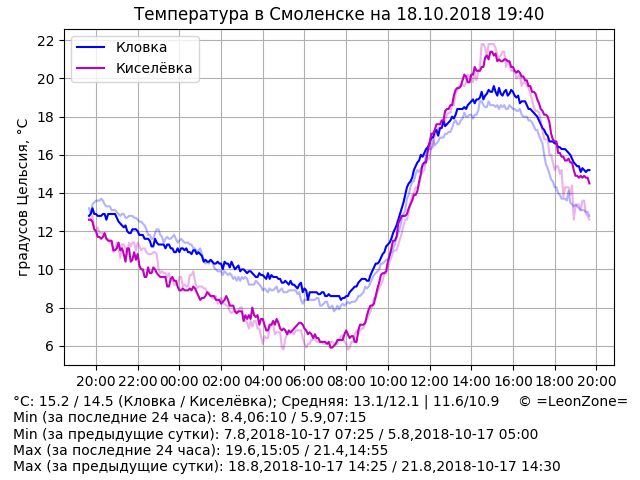 Температура в Смоленске на 18.10.2018 19:40
градусов Цельсия, °C
22
20
18
16
14
12
10
8
6
Кловка
Киселёвка
20:00 22:00 00:00 02:00 04:00 06:00 08:00 10:00 12:00 14:00 16:00 18:00 20:00
°C: 15.2 / 14.5 (Кловка / Киселёвка); Средняя: 13.1/12.1 | 11.6/10.9 © =LeonZone=
Min (за последние 24 часа): 8.4,06:10 / 5.9,07:15
Min (за предыдущие сутки): 7.8,2018-10-17 07:25 / 5.8,2018-10-17 05:00
Max (за последние 24 часа): 19.6,15:05 / 21.4,14:55
Max (за предыдущие сутки): 18.8,2018-10-17 14:25 / 21.8,2018-10-17 14:30